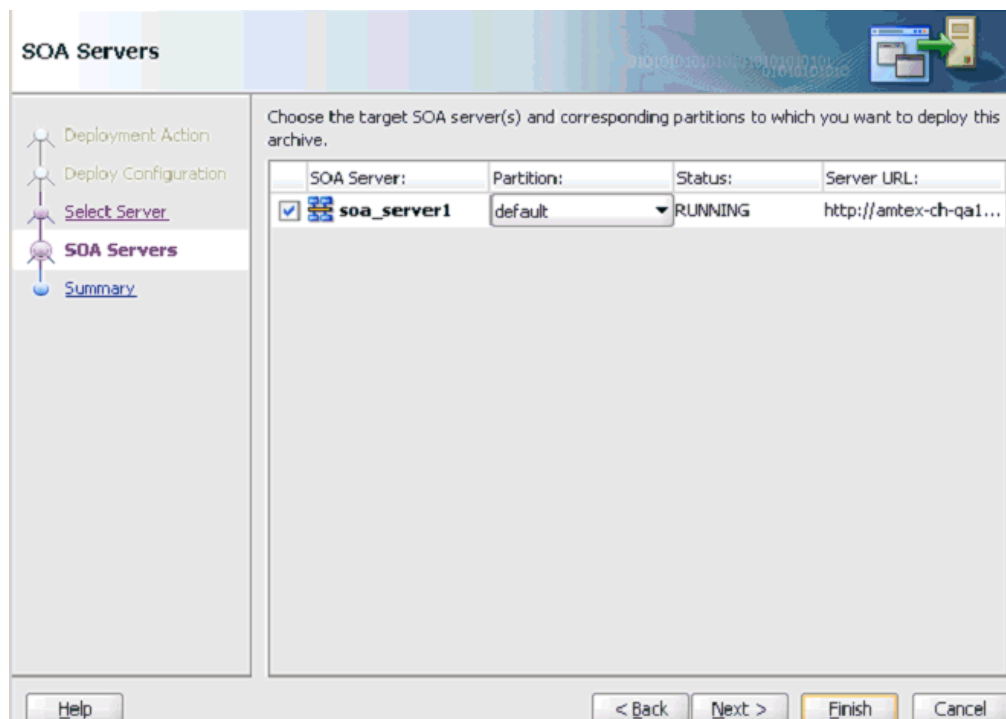 SOA Servers
Deployment Action
Deploy Configuration
Select Server
SOA Servers
Summary
Choose the target SOA server(s) and corresponding partitions to which you want to deploy this
archive.
SOA Server: Partition: Status: Server URL:
soa_server1 default RUNNING http://amtex-ch-qa1...
Help < Back Next > Finish Cancel